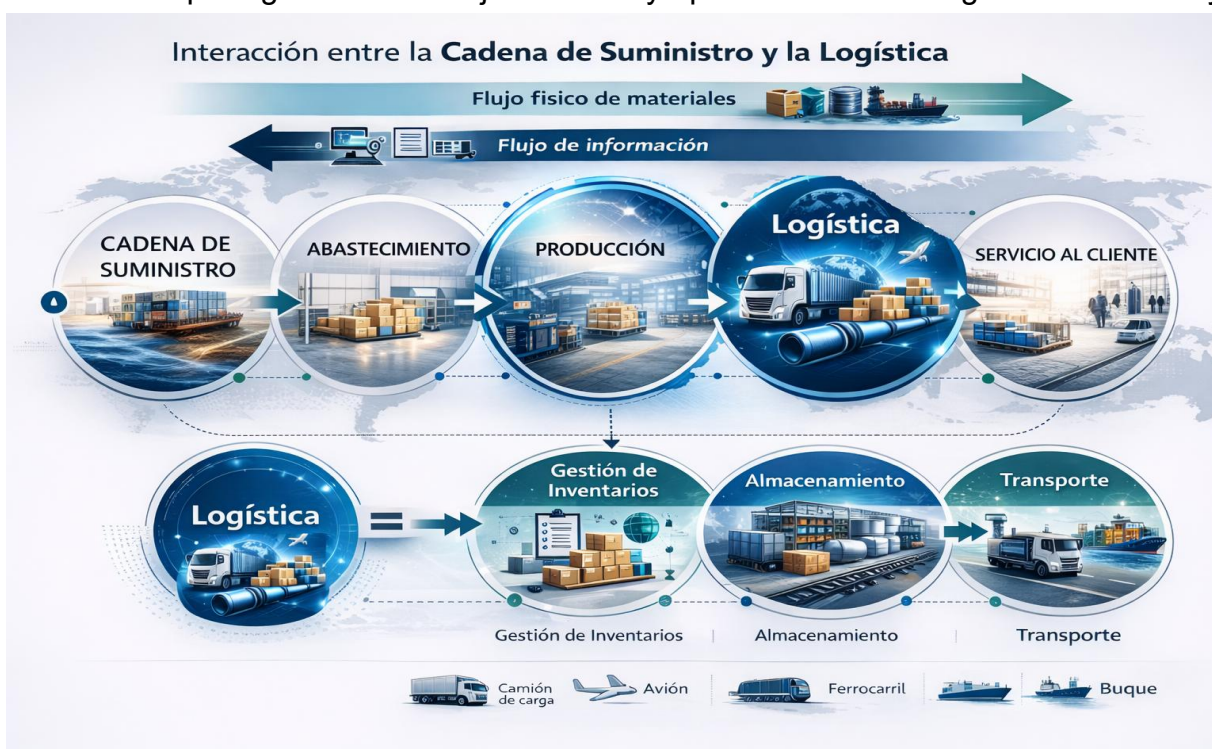 Interacción entre la Cadena de Suministro y la Logística
Flujo fisico de materiales
Flujo de información
CADENA DE
SUMINISTRO
ABASTECIMIENTO
PRODUCCIÓN
Logística
SERVICIO AL CLIENTE
Logística
=
Gestión de
Inventarios
Almacenamiento
Transporte
Gestión de Inventarios | Almacenamiento | Transporte
Camión
de carga
Avión
Ferrocarril
Buque